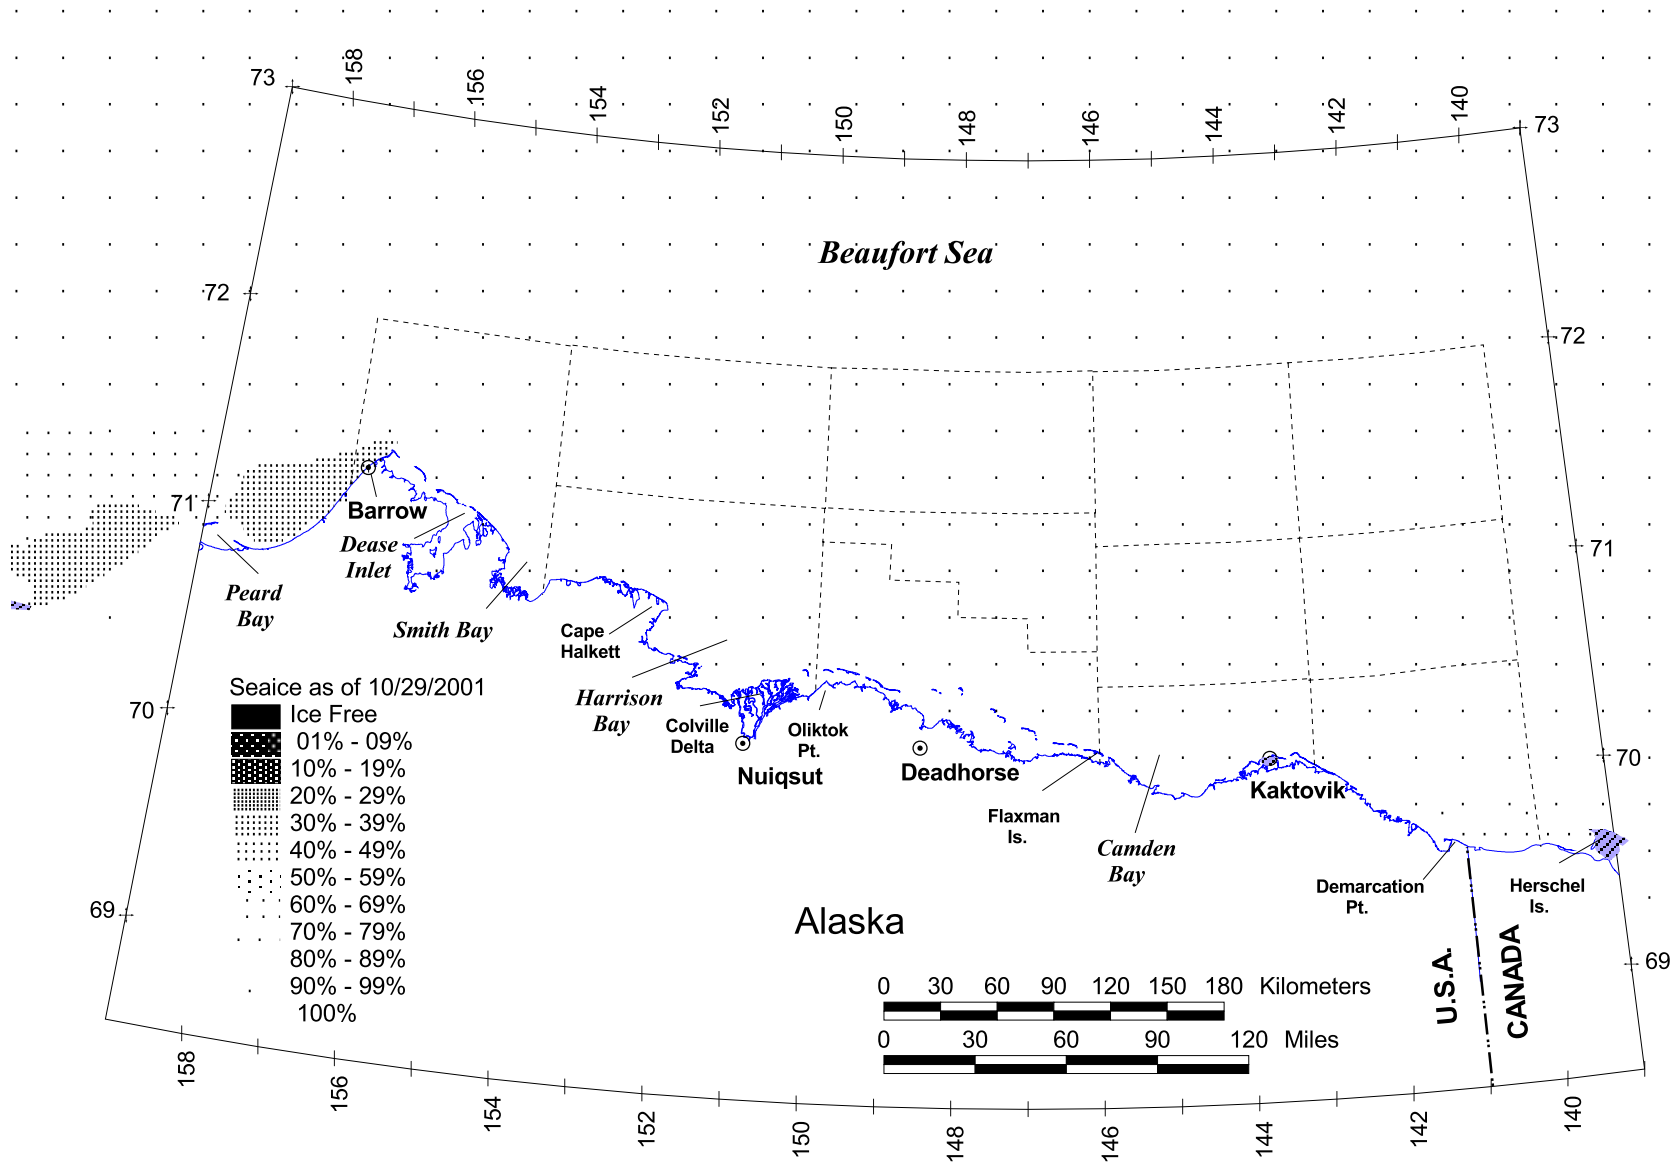 158
156
154
152
150
148
146
144
142
140
73
73
Beaufort Sea
72
72
71
71
Barrow
Dease
Inlet
Peard
Bay
Smith Bay
Cape
Halkett
Harrison
Bay
Colville
Delta
Oliktok
Pt.
Nuiqsut
Deadhorse
Flaxman
Is.
Camden
Bay
Kaktovik
Demarcation
Pt.
Herschel
Is.
70
70
Seaice as of 10/29/2001
Ice Free
01% - 09%
10% - 19%
20% - 29%
30% - 39%
40% - 49%
50% - 59%
60% - 69%
70% - 79%
80% - 89%
90% - 99%
100%
69
69
Alaska
U.S.A.
CANADA
0 30 60 90 120 150 180 Kilometers
0 30 60 90 120 Miles
158
156
154
152
150
148
146
144
142
140